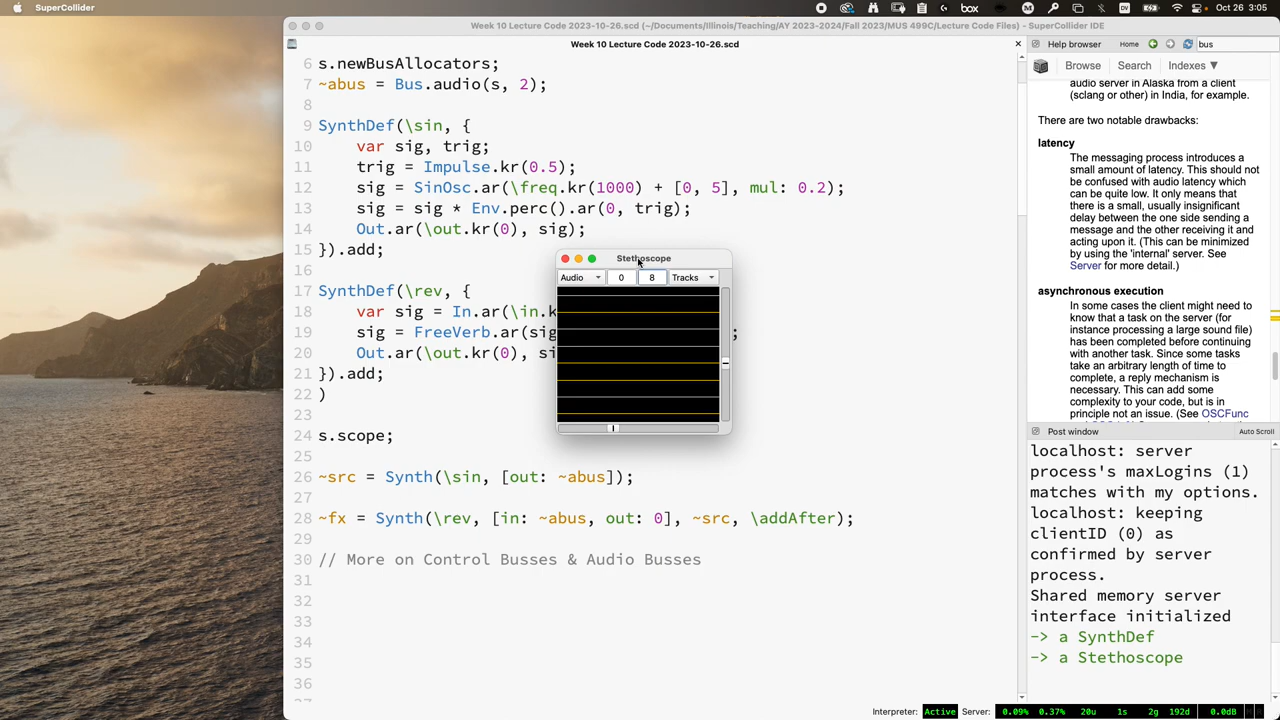 SuperCollider
Oct 26 3:05
Week 10 Lecture Code 2023-10-26.scd (~/Documents/Illinois/Teaching/AY 2023-2024/Fall 2023/MUS 499C/Lecture Code Files) - SuperCollider IDE
Week 10 Lecture Code 2023-10-26.scd
6 s.newBusAllocators;
7 ~abus = Bus.audio(s, 2);
8
9 SynthDef(\sin, {
10 var sig, trig;
11 trig = Impulse.kr(0.5);
12 sig = SinOsc.ar(\freq.kr(1000) + [0, 5], mul: 0.2);
13 sig = sig * Env.perc().ar(0, trig);
14 Out.ar(\out.kr(0), sig);
15 }).add;
16
17 SynthDef(\rev, {
18 var sig = In.ar(\in.k
19 sig = FreeVerb.ar(sig ;
20 Out.ar(\out.kr(0), si
21 }).add;
22 )
23
24 s.scope;
25
26 ~src = Synth(\sin, [out: ~abus]);
27
28 ~fx = Synth(\rev, [in: ~abus, out: 0], ~src, \addAfter);
29
30 // More on Control Busses & Audio Busses
31
32
33
34
35
36
Stethoscope
Audio 0 8 Tracks
Help browser Home bus
Browse Search Indexes ▼
audio server in Alaska from a client
(sclang or other) in India, for example.
There are two notable drawbacks:
latency
The messaging process introduces a
small amount of latency. This should not
be confused with audio latency which
can be quite low. It only means that
there is a small, usually insignificant
delay between the one side sending a
message and the other receiving it and
acting upon it. (This can be minimized
by using the 'internal' server. See
Server for more detail.)
asynchronous execution
In some cases the client might need to
know that a task on the server (for
instance processing a large sound file)
has been completed before continuing
with another task. Since some tasks
take an arbitrary length of time to
complete, a reply mechanism is
necessary. This can add some
complexity to your code, but is in
principle not an issue. (See OSCFunc
Post window Auto Scroll
localhost: server
process's maxLogins (1)
matches with my options.
localhost: keeping
clientID (0) as
confirmed by server
process.
Shared memory server
interface initialized
-> a SynthDef
-> a Stethoscope
Interpreter: Active Server: 0.09% 0.37% 20u 1s 2g 192d 0.0dB